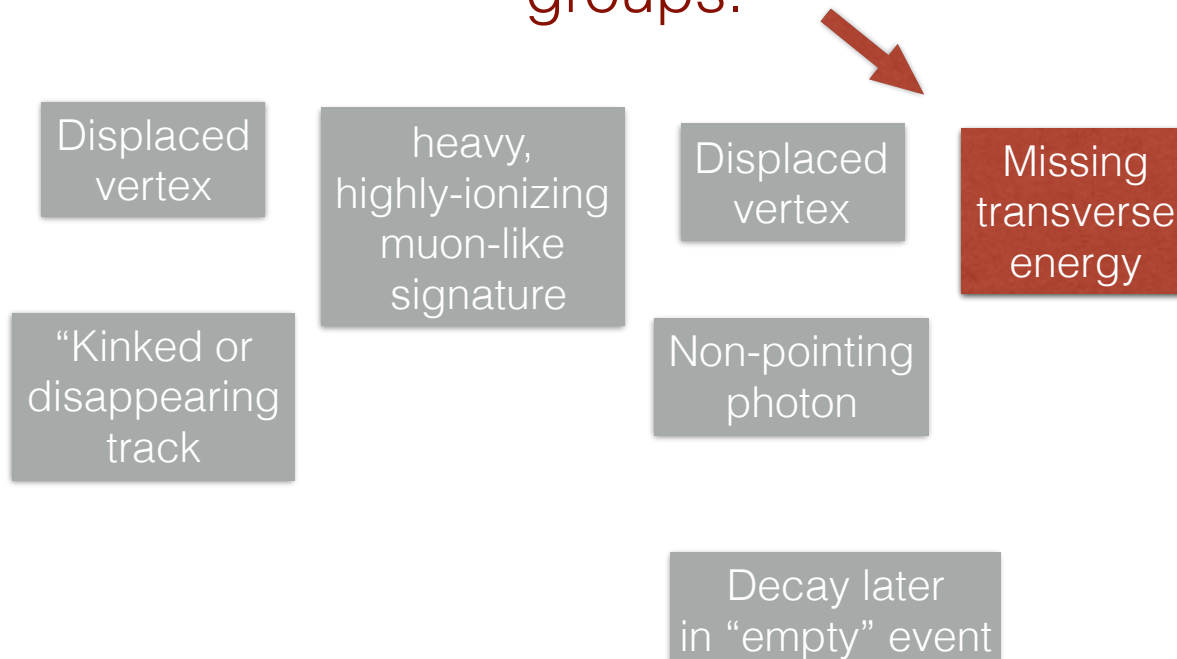 groups.
Displaced
vertex
heavy,
highly-ionizing
muon-like
signature
Displaced
vertex
Missing
transverse
energy
“Kinked or
disappearing
track
Non-pointing
photon
Decay later
in “empty” event